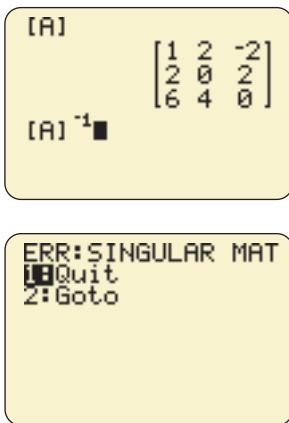 [A]
[1 2 -2]
[2 0 2]
[6 4 0]
[A]⁻¹
ERR:SINGULAR MAT
1:Quit
2:Goto